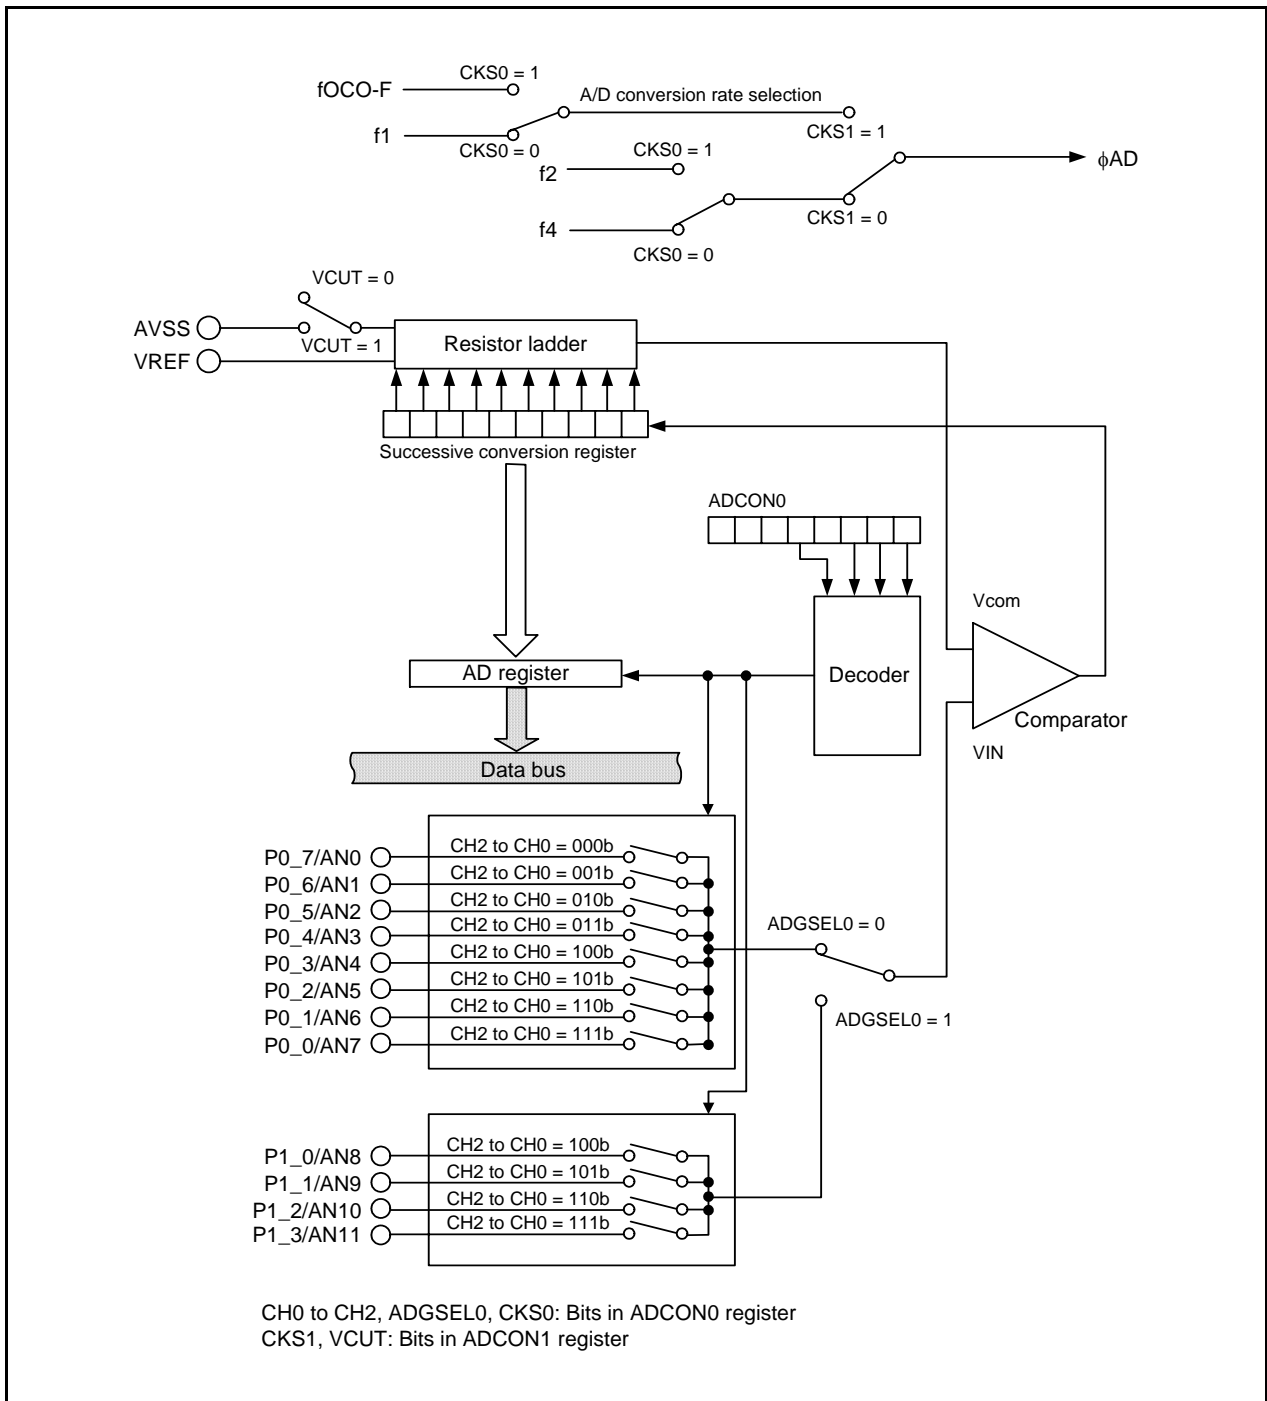 CKS0 = 1
fOCO-F
A/D conversion rate selection
f1
CKS0 = 0
CKS1 = 1
CKS0 = 1
f2
ϕAD
CKS1 = 0
f4
CKS0 = 0
VCUT = 0
AVSS
VCUT = 1
Resistor ladder
VREF
Successive conversion register
ADCON0
Vcom
Decoder
AD register
Comparator
VIN
Data bus
P0_7/AN0 CH2 to CH0 = 000b
P0_6/AN1 CH2 to CH0 = 001b
P0_5/AN2 CH2 to CH0 = 010b
P0_4/AN3 CH2 to CH0 = 011b
P0_3/AN4 CH2 to CH0 = 100b
P0_2/AN5 CH2 to CH0 = 101b
P0_1/AN6 CH2 to CH0 = 110b
P0_0/AN7 CH2 to CH0 = 111b
ADGSEL0 = 0
ADGSEL0 = 1
P1_0/AN8 CH2 to CH0 = 100b
P1_1/AN9 CH2 to CH0 = 101b
P1_2/AN10 CH2 to CH0 = 110b
P1_3/AN11 CH2 to CH0 = 111b
CH0 to CH2, ADGSEL0, CKS0: Bits in ADCON0 register
CKS1, VCUT: Bits in ADCON1 register